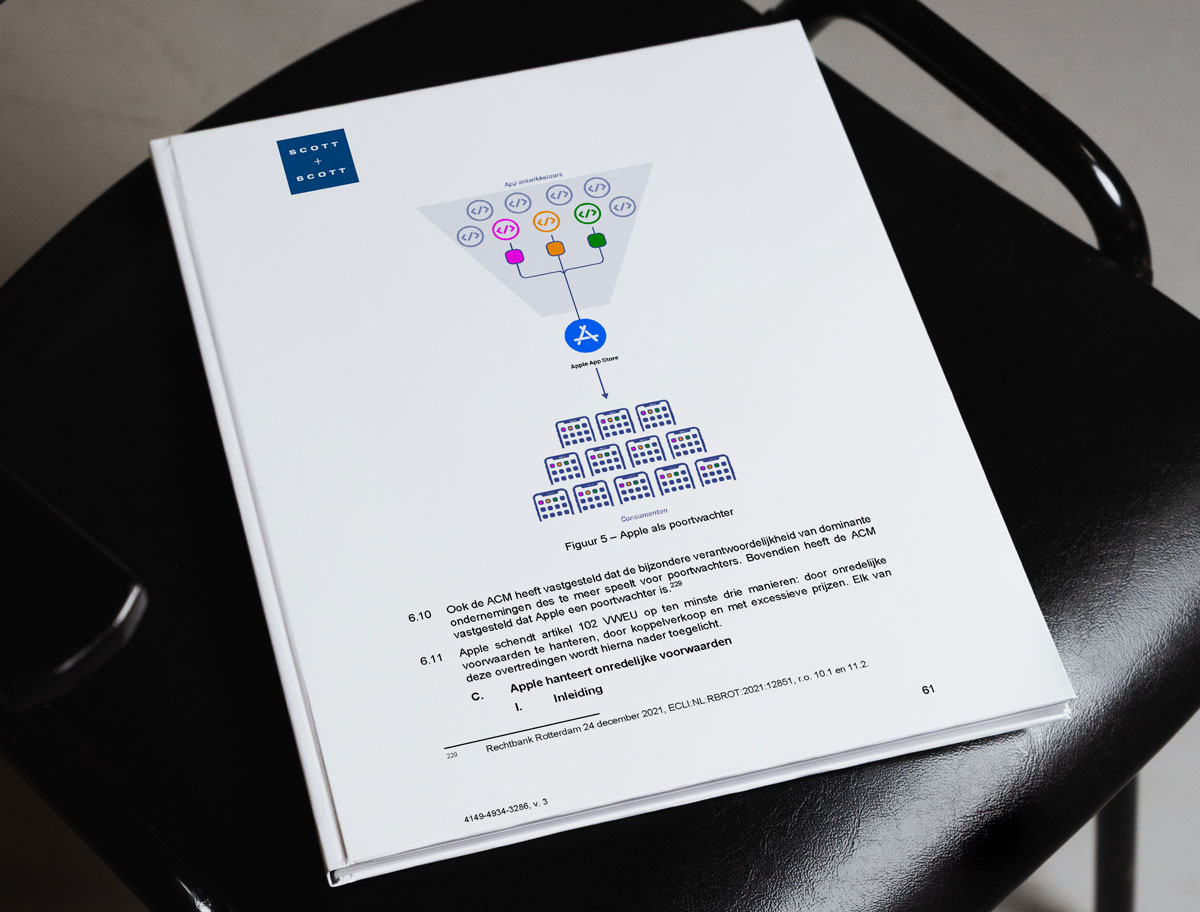 SCOTT
+
SCOTT
App ontwikkelaars
Apple App Store
Consumenten
Figuur 5 – Apple als poortwachter
6.10 Ook de ACM heeft vastgesteld dat de bijzondere verantwoordelijkheid van dominante
ondernemingen des te meer speelt voor poortwachters. Bovendien heeft de ACM
vastgesteld dat Apple een poortwachter is.229
6.11 Apple schendt artikel 102 VWEU op ten minste drie manieren: door onredelijke
voorwaarden te hanteren, door koppelverkoop en met excessieve prijzen. Elk van
deze overtredingen wordt hierna nader toegelicht.
C. Apple hanteert onredelijke voorwaarden
I. Inleiding
229 Rechtbank Rotterdam 24 december 2021, ECLI:NL:RBROT:2021:12851, r.o. 10.1 en 11.2.
61
4149-4934-3286, v. 3